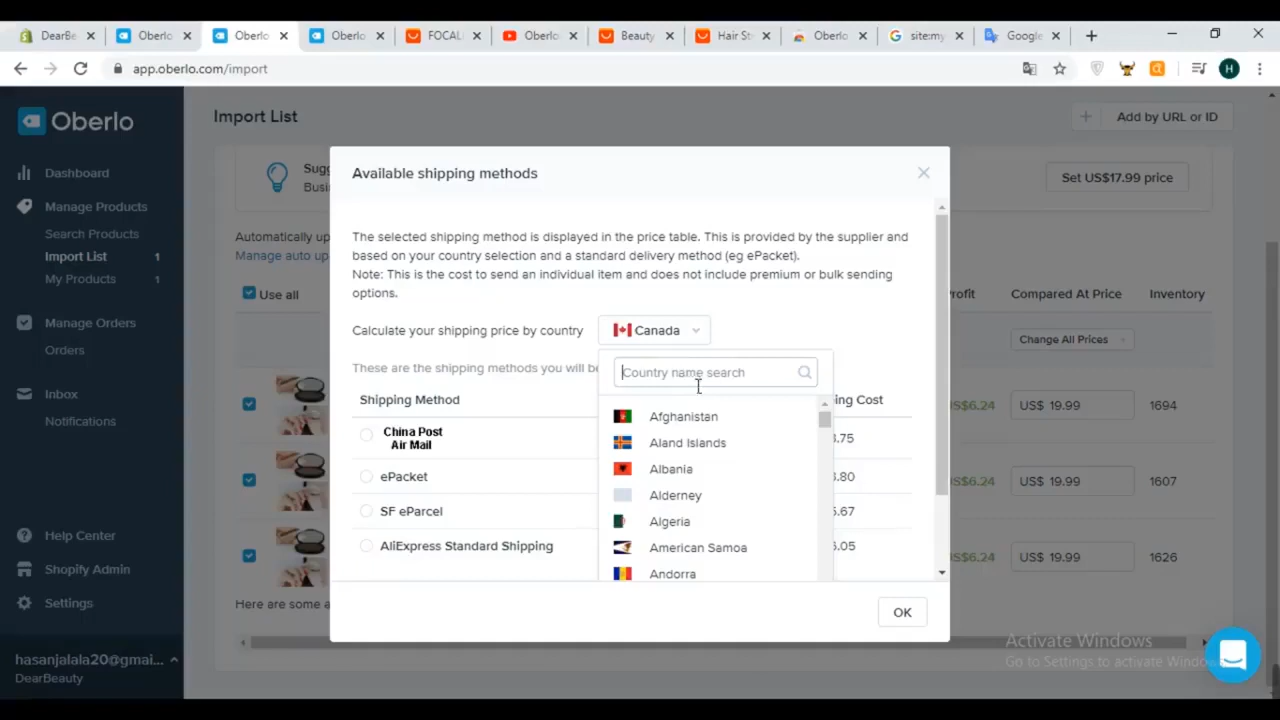 DearBe
Oberlo
Oberlo
Oberlo
FOCAL
Oberlo
Beauty
Hair St
Oberlo
site:my
Google
app.oberlo.com/import
H
Oberlo
Dashboard
Manage Products
Search Products
Import List 1
My Products 1
Manage Orders
Orders
Inbox
Notifications
Help Center
Shopify Admin
Settings
hasanjalala20@gmai...
DearBeauty
Import List
Add by URL or ID
Sugg
Busi
Set US$17.99 price
Automatically up
Manage auto up
Use all
rofit Compared At Price Inventory
Change All Prices
US$6.24 US$ 19.99 1694
US$6.24 US$ 19.99 1607
US$6.24 US$ 19.99 1626
Here are some a
Available shipping methods
The selected shipping method is displayed in the price table. This is provided by the supplier and
based on your country selection and a standard delivery method (eg ePacket).
Note: This is the cost to send an individual item and does not include premium or bulk sending
options.
Calculate your shipping price by country Canada
These are the shipping methods you will be
Country name search
Shipping Method
ing Cost
China Post
Air Mail
.75
ePacket
.80
SF eParcel
.67
AliExpress Standard Shipping
.05
Afghanistan
Aland Islands
Albania
Alderney
Algeria
American Samoa
Andorra
OK
Activate Windows
Go to Settings to activate Windo